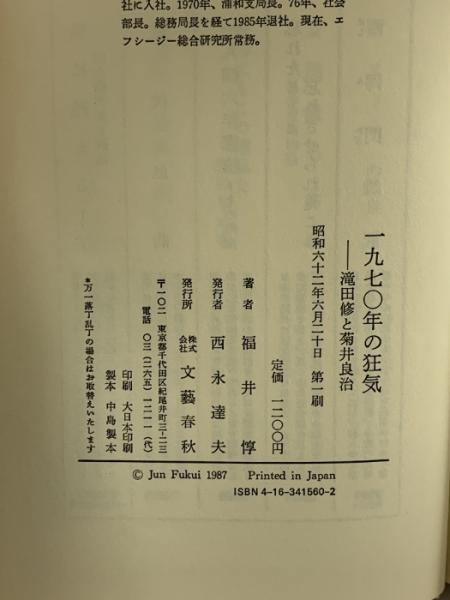 社に入社。1970年、浦和支局長。76年、社会
部長。総務局長を経て1985年退社。現在、エ
フシージー総合研究所常務。
一九七〇年の狂気
――滝田修と菊井良治
昭和六十二年六月二十日　第一刷
定価　一二〇〇円
著者　福井惇
発行者　西永達夫
発行所　株式会社　文藝春秋
〒一〇二　東京都千代田区紀尾井町三―二三
電話　〇三（二六五）一二一一（代）
印刷　大日本印刷
製本　中島製本
*万一落丁乱丁の場合はお取替えいたします
© Jun Fukui 1987　Printed in Japan
ISBN 4-16-341560-2